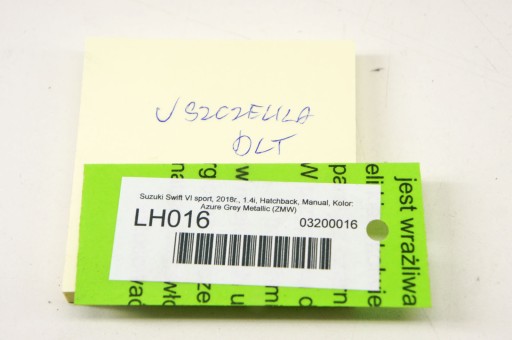 USZCZELKA
DLT
Suzuki Swift VI sport, 2018r., 1.4i, Hatchback, Manual, Kolor:
Azure Grey Metallic (ZMW)
LH016
03200016
jest wrażliwa